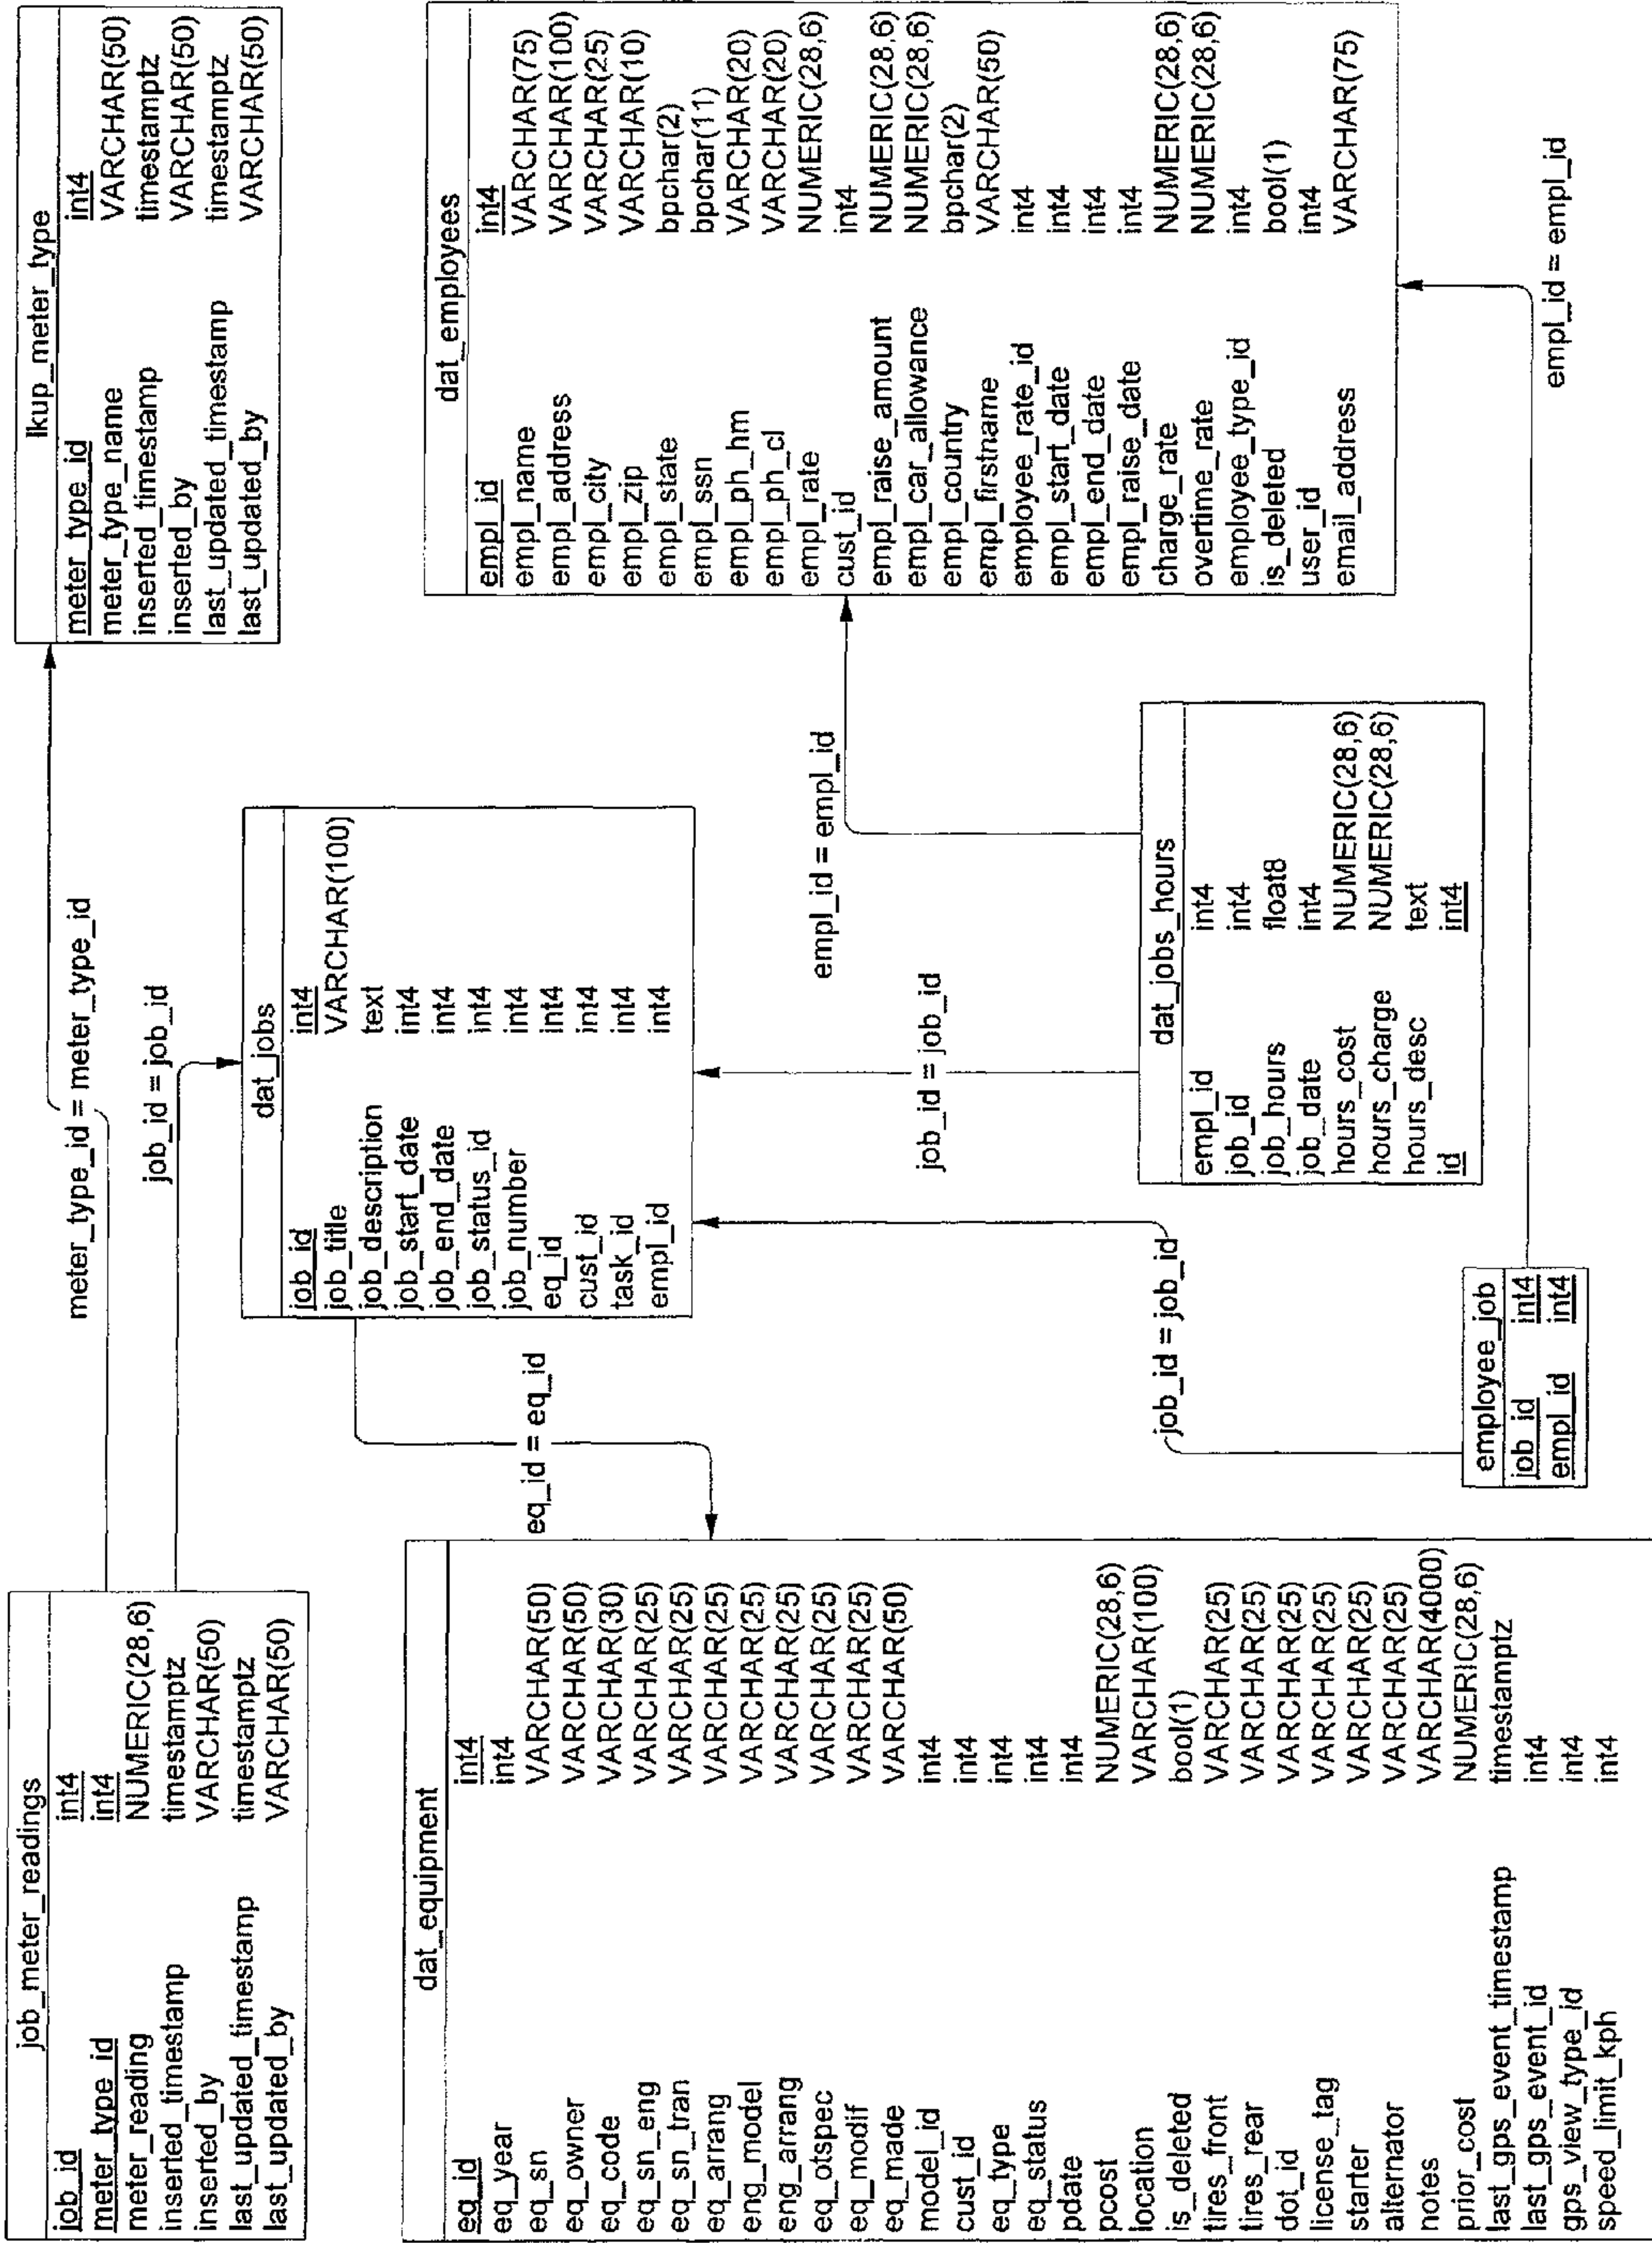 job_meter_readings
job_id int4
meter_type_id int4
meter_reading NUMERIC(28,6)
inserted_timestamp timestamptz
inserted_by VARCHAR(50)
last_updated_timestamp timestamptz
last_updated_by VARCHAR(50)
meter_type_id = meter_type_id
job_id = job_id
lkup_meter_type
meter_type_id int4
meter_type_name VARCHAR(50)
inserted_timestamp timestamptz
inserted_by VARCHAR(50)
last_updated_timestamp timestamptz
last_updated_by VARCHAR(50)
dat_jobs
job_id int4
job_title VARCHAR(100)
job_description text
job_start_date int4
job_end_date int4
job_status_id int4
job_number int4
eq_id int4
cust_id int4
task_id int4
empl_id int4
eq_id = eq_id
dat_equipment
eq_id int4
eq_year int4
eq_sn VARCHAR(50)
eq_owner VARCHAR(50)
eq_code VARCHAR(30)
eq_sn_eng VARCHAR(25)
eq_sn_tran VARCHAR(25)
eq_arrang VARCHAR(25)
eng_model VARCHAR(25)
eng_arrang VARCHAR(25)
eq_otspec VARCHAR(25)
eq_modif VARCHAR(25)
eq_made VARCHAR(50)
model_id int4
cust_id int4
eq_type int4
eq_status int4
pdate int4
pcost NUMERIC(28,6)
location VARCHAR(100)
is_deleted bool(1)
tires_front VARCHAR(25)
tires_rear VARCHAR(25)
dot_id VARCHAR(25)
license_tag VARCHAR(25)
starter VARCHAR(25)
alternator VARCHAR(25)
notes VARCHAR(4000)
prior_cost NUMERIC(28,6)
last_gps_event_timestamp timestamptz
last_gps_event_id int4
gps_view_type_id int4
speed_limit_kph int4
dat_employees
empl_id int4
empl_name VARCHAR(75)
empl_address VARCHAR(100)
empl_city VARCHAR(25)
empl_zip VARCHAR(10)
empl_state bpchar(2)
empl_ssn bpchar(11)
empl_ph_hm VARCHAR(20)
empl_ph_cl VARCHAR(20)
empl_rate NUMERIC(28,6)
cust_id int4
empl_raise_amount NUMERIC(28,6)
empl_car_allowance NUMERIC(28,6)
empl_country bpchar(2)
empl_firstname VARCHAR(50)
employee_rate_id int4
empl_start_date int4
empl_end_date int4
empl_raise_date int4
charge_rate NUMERIC(28,6)
overtime_rate NUMERIC(28,6)
employee_type_id int4
is_deleted bool(1)
user_id int4
email_address VARCHAR(75)
empl_id = empl_id
job_id = job_id
dat_jobs_hours
empl_id int4
job_id int4
job_hours float8
job_date int4
hours_cost NUMERIC(28,6)
hours_charge NUMERIC(28,6)
hours_desc text
id int4
job_id = job_id
employee_job
job_id int4
empl_id int4
empl_id = empl_id